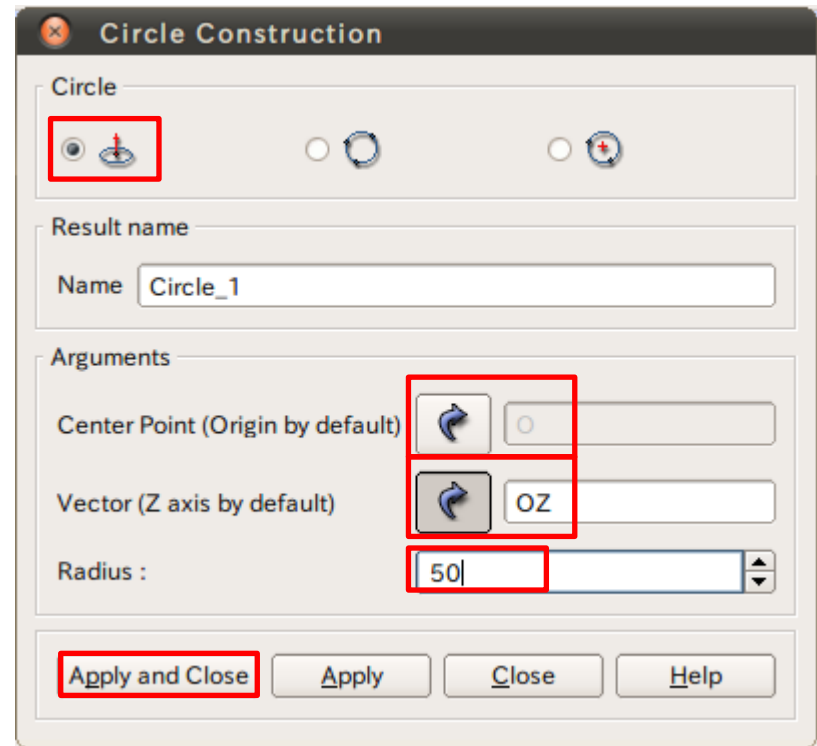 Circle Construction
Circle
Result name
Name Circle_1
Arguments
Center Point (Origin by default) O
Vector (Z axis by default) OZ
Radius : 50
Apply and Close Apply Close Help